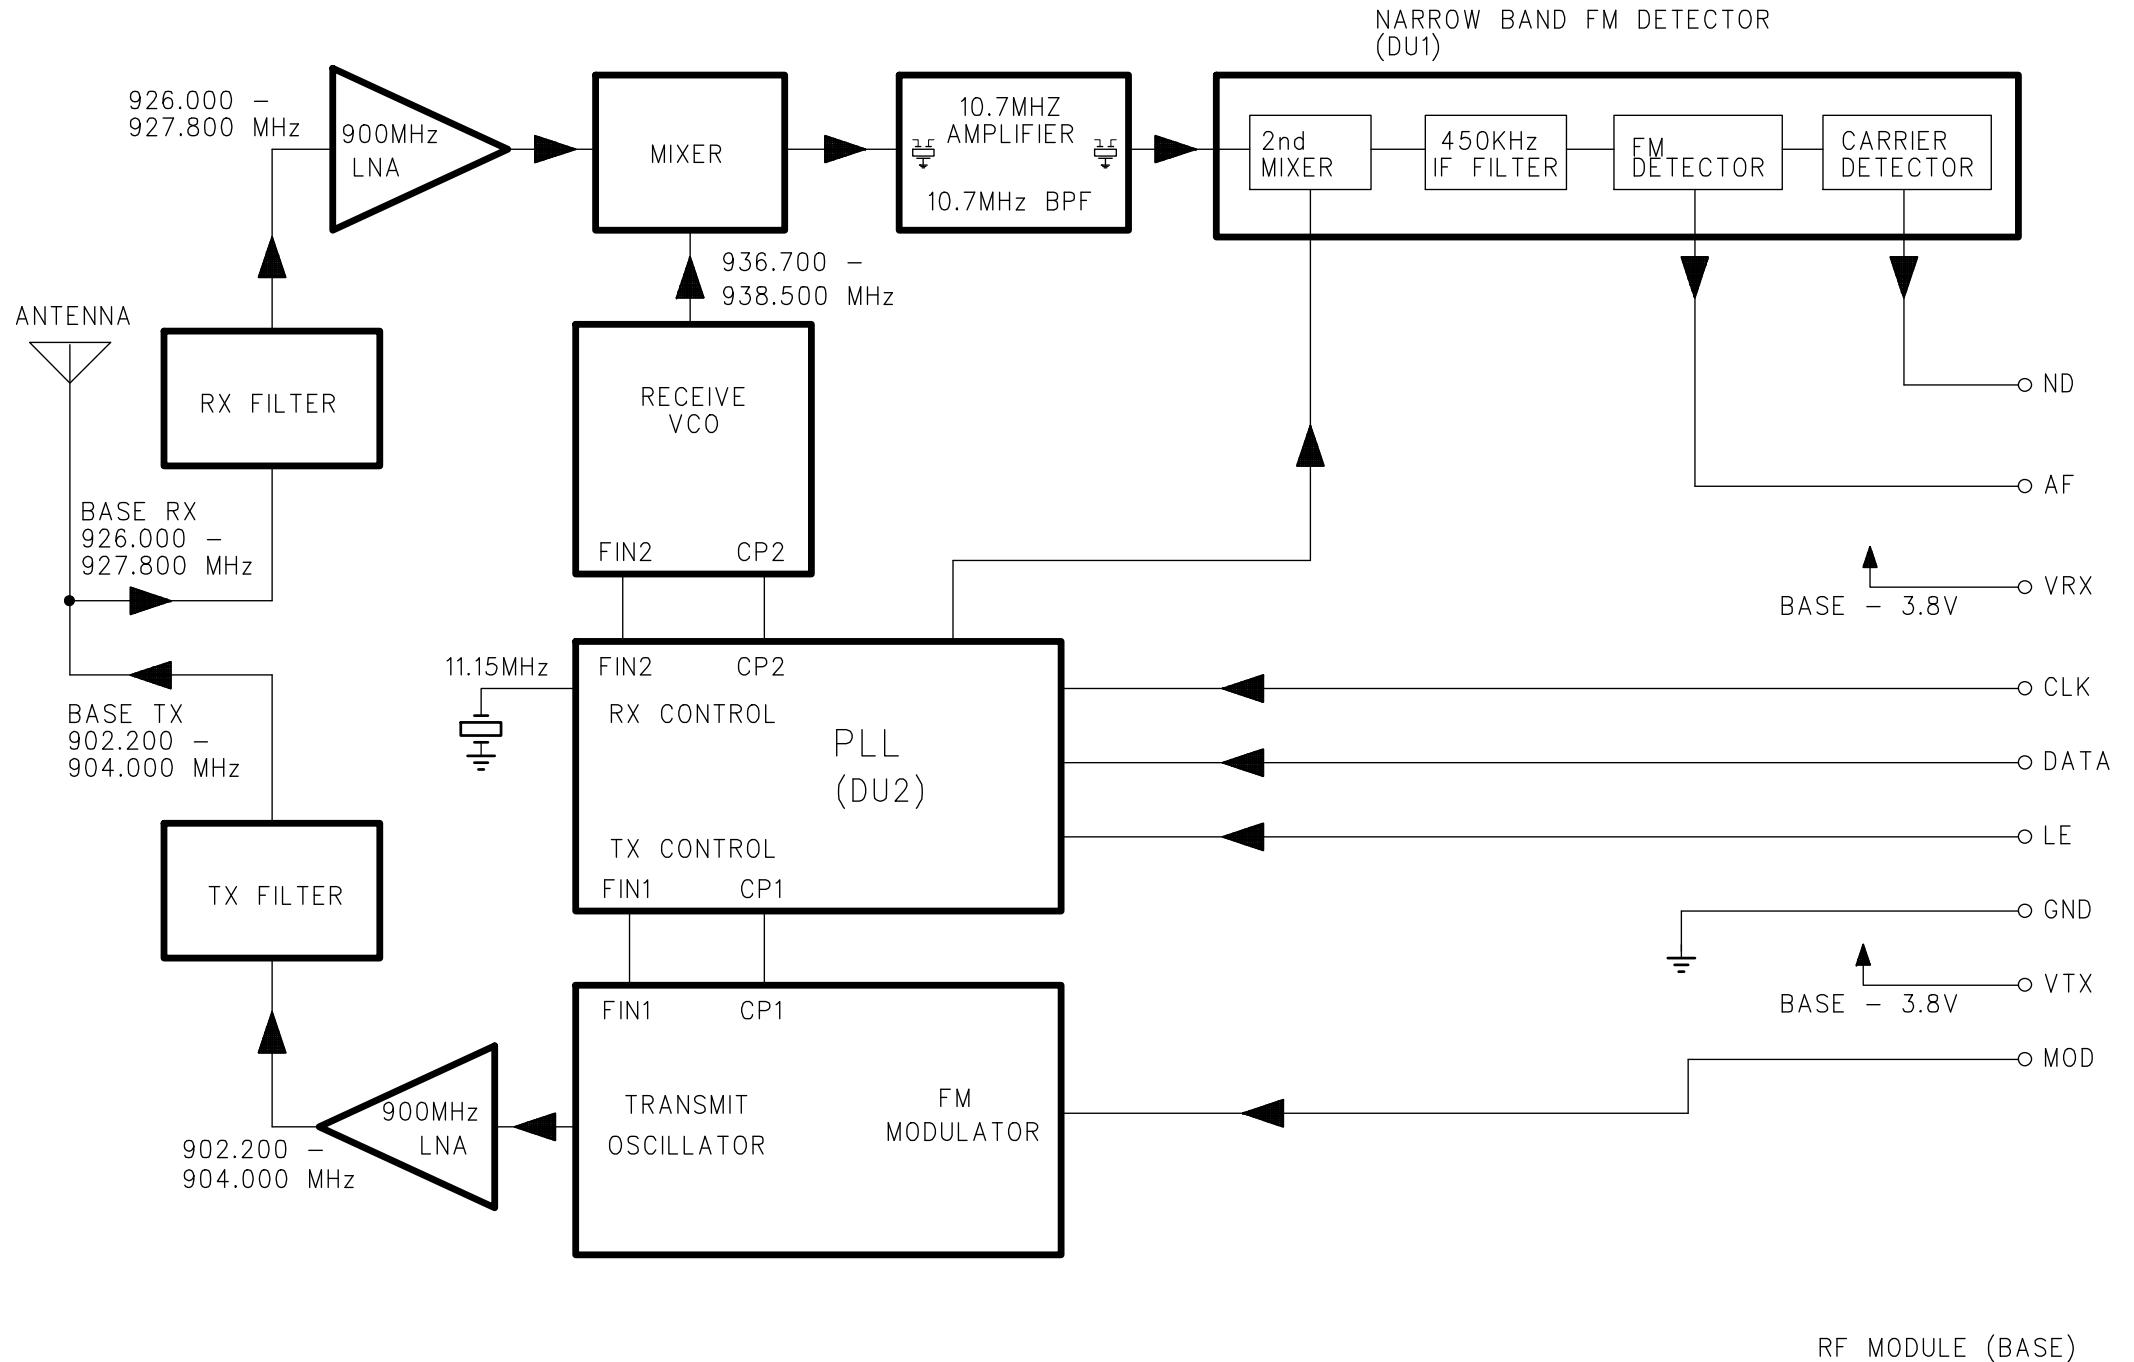 NARROW BAND FM DETECTOR
(DU1)
926.000 -
927.800 MHz
900MHz
LNA
MIXER
10.7MHZ
AMPLIFIER
10.7MHz BPF
2nd
MIXER
450KHz
IF FILTER
FM
DETECTOR
CARRIER
DETECTOR
936.700 -
938.500 MHz
ANTENNA
RX FILTER
RECEIVE
VCO
FIN2 CP2
ND
AF
BASE RX
926.000 -
927.800 MHz
VRX
BASE - 3.8V
11.15MHz
FIN2 CP2
RX CONTROL
PLL
(DU2)
TX CONTROL
FIN1 CP1
CLK
DATA
LE
BASE TX
902.200 -
904.000 MHz
TX FILTER
GND
VTX
BASE - 3.8V
MOD
FIN1 CP1
TRANSMIT
OSCILLATOR
FM
MODULATOR
900MHz
LNA
902.200 -
904.000 MHz
RF MODULE (BASE)